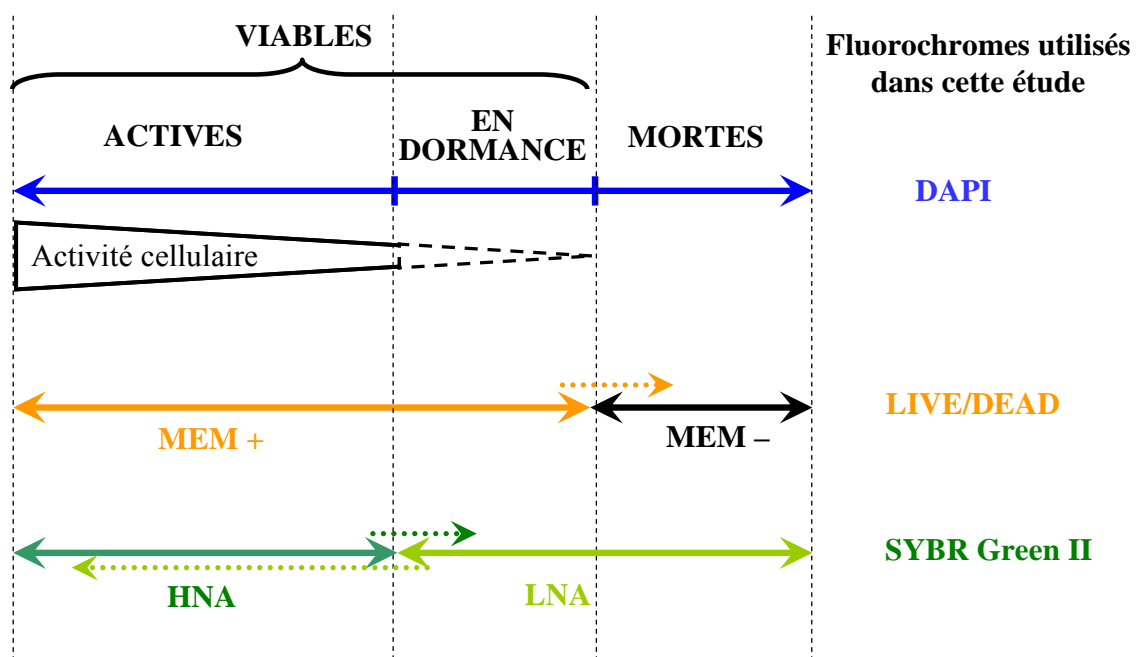 VIABLES
Fluorochromes utilisés
dans cette étude
ACTIVES
EN
DORMANCE
MORTES
DAPI
Activité cellulaire
LIVE/DEAD
MEM +
MEM –
SYBR Green II
HNA
LNA